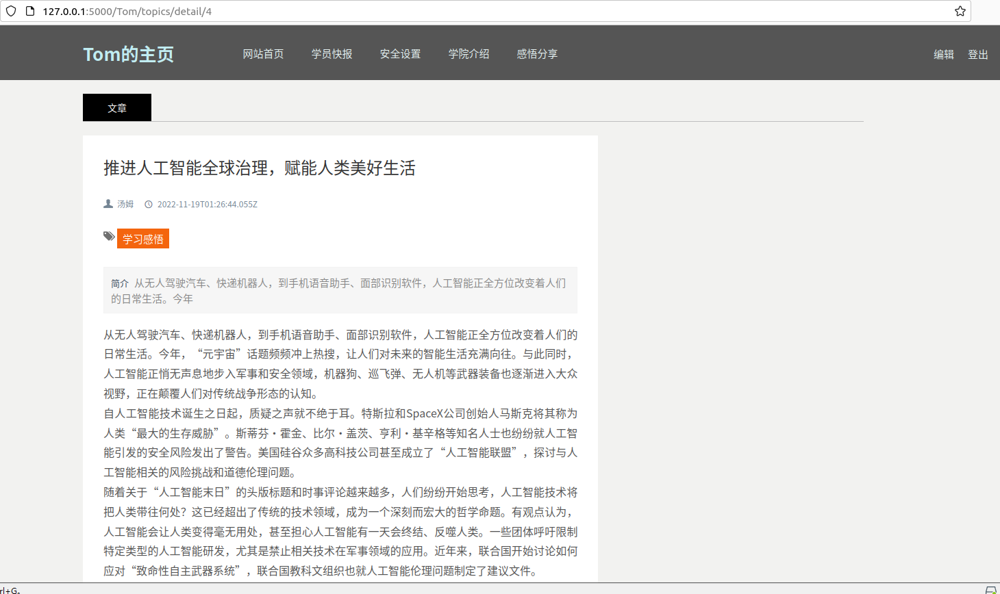 127.0.0.1:5000/Tom/topics/detail/4
Tom的主页 网站首页 学员快报 安全设置 学院介绍 感悟分享 编辑 登出
文章
推进人工智能全球治理，赋能人类美好生活
汤姆 2022-11-19T01:26:44.055Z
学习感悟
简介 从无人驾驶汽车、快递机器人，到手机语音助手、面部识别软件，人工智能正全方位改变着人们
的日常生活。今年
从无人驾驶汽车、快递机器人，到手机语音助手、面部识别软件，人工智能正全方位改变着人们的
日常生活。今年，“元宇宙”话题频频冲上热搜，让人们对未来的智能生活充满向往。与此同时，
人工智能正悄无声息地步入军事和安全领域，机器狗、巡飞弹、无人机等武器装备也逐渐进入大众
视野，正在颠覆人们对传统战争形态的认知。
自人工智能技术诞生之日起，质疑之声就不绝于耳。特斯拉和SpaceX公司创始人马斯克将其称为
人类“最大的生存威胁”。斯蒂芬·霍金、比尔·盖茨、亨利·基辛格等知名人士也纷纷就人工智
能引发的安全风险发出了警告。美国硅谷众多高科技公司甚至成立了“人工智能联盟”，探讨与人
工智能相关的风险挑战和道德伦理问题。
随着关于“人工智能末日”的头版标题和时事评论越来越多，人们纷纷开始思考，人工智能技术将
把人类带往何处？这已经超出了传统的技术领域，成为一个深刻而宏大的哲学命题。有观点认为，
人工智能会让人类变得毫无用处，甚至担心人工智能有一天会终结、反噬人类。一些团体呼吁限制
特定类型的人工智能研发，尤其是禁止相关技术在军事领域的应用。近年来，联合国开始讨论如何
应对“致命性自主武器系统”，联合国教科文组织也就人工智能伦理问题制定了建议文件。
rl+G。